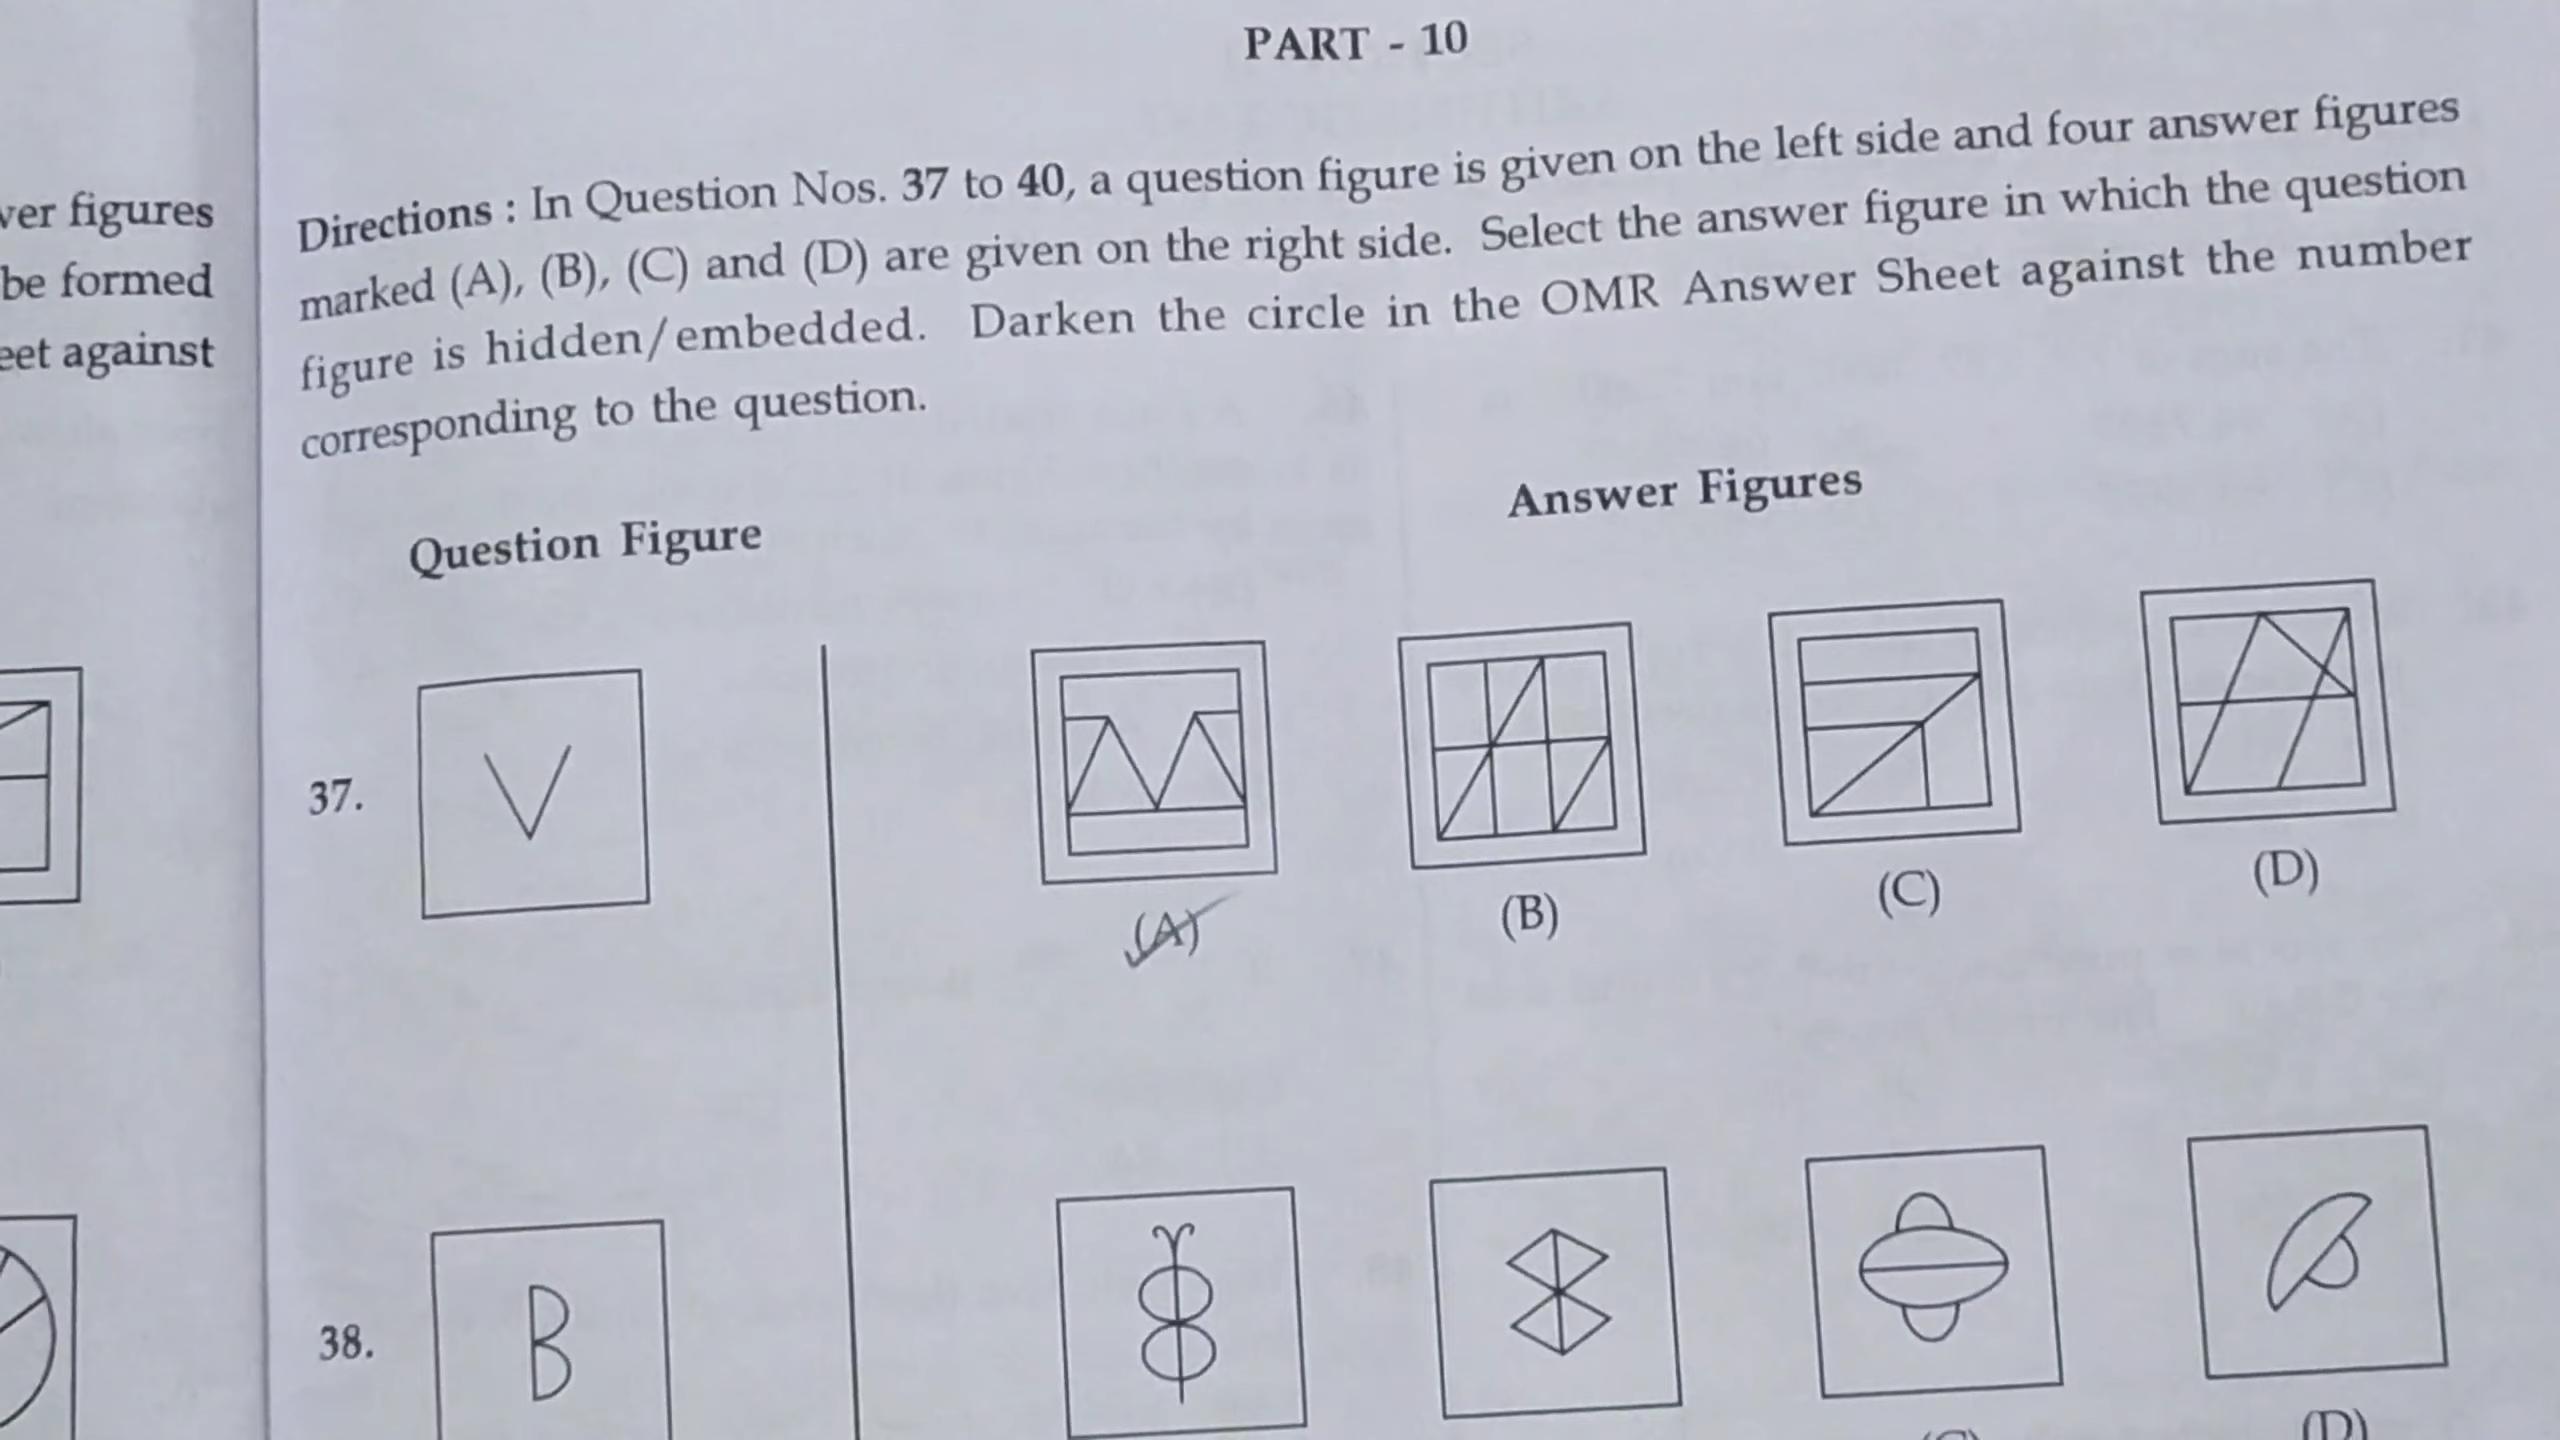 PART - 10
ver figures
be formed
eet against
Directions : In Question Nos. 37 to 40, a question figure is given on the left side and four answer figures
marked (A), (B), (C) and (D) are given on the right side. Select the answer figure in which the question
figure is hidden/embedded. Darken the circle in the OMR Answer Sheet against the number
corresponding to the question.
Question Figure
Answer Figures
37.
V
(A)
(B)
(C)
(D)
38.
B
(D)